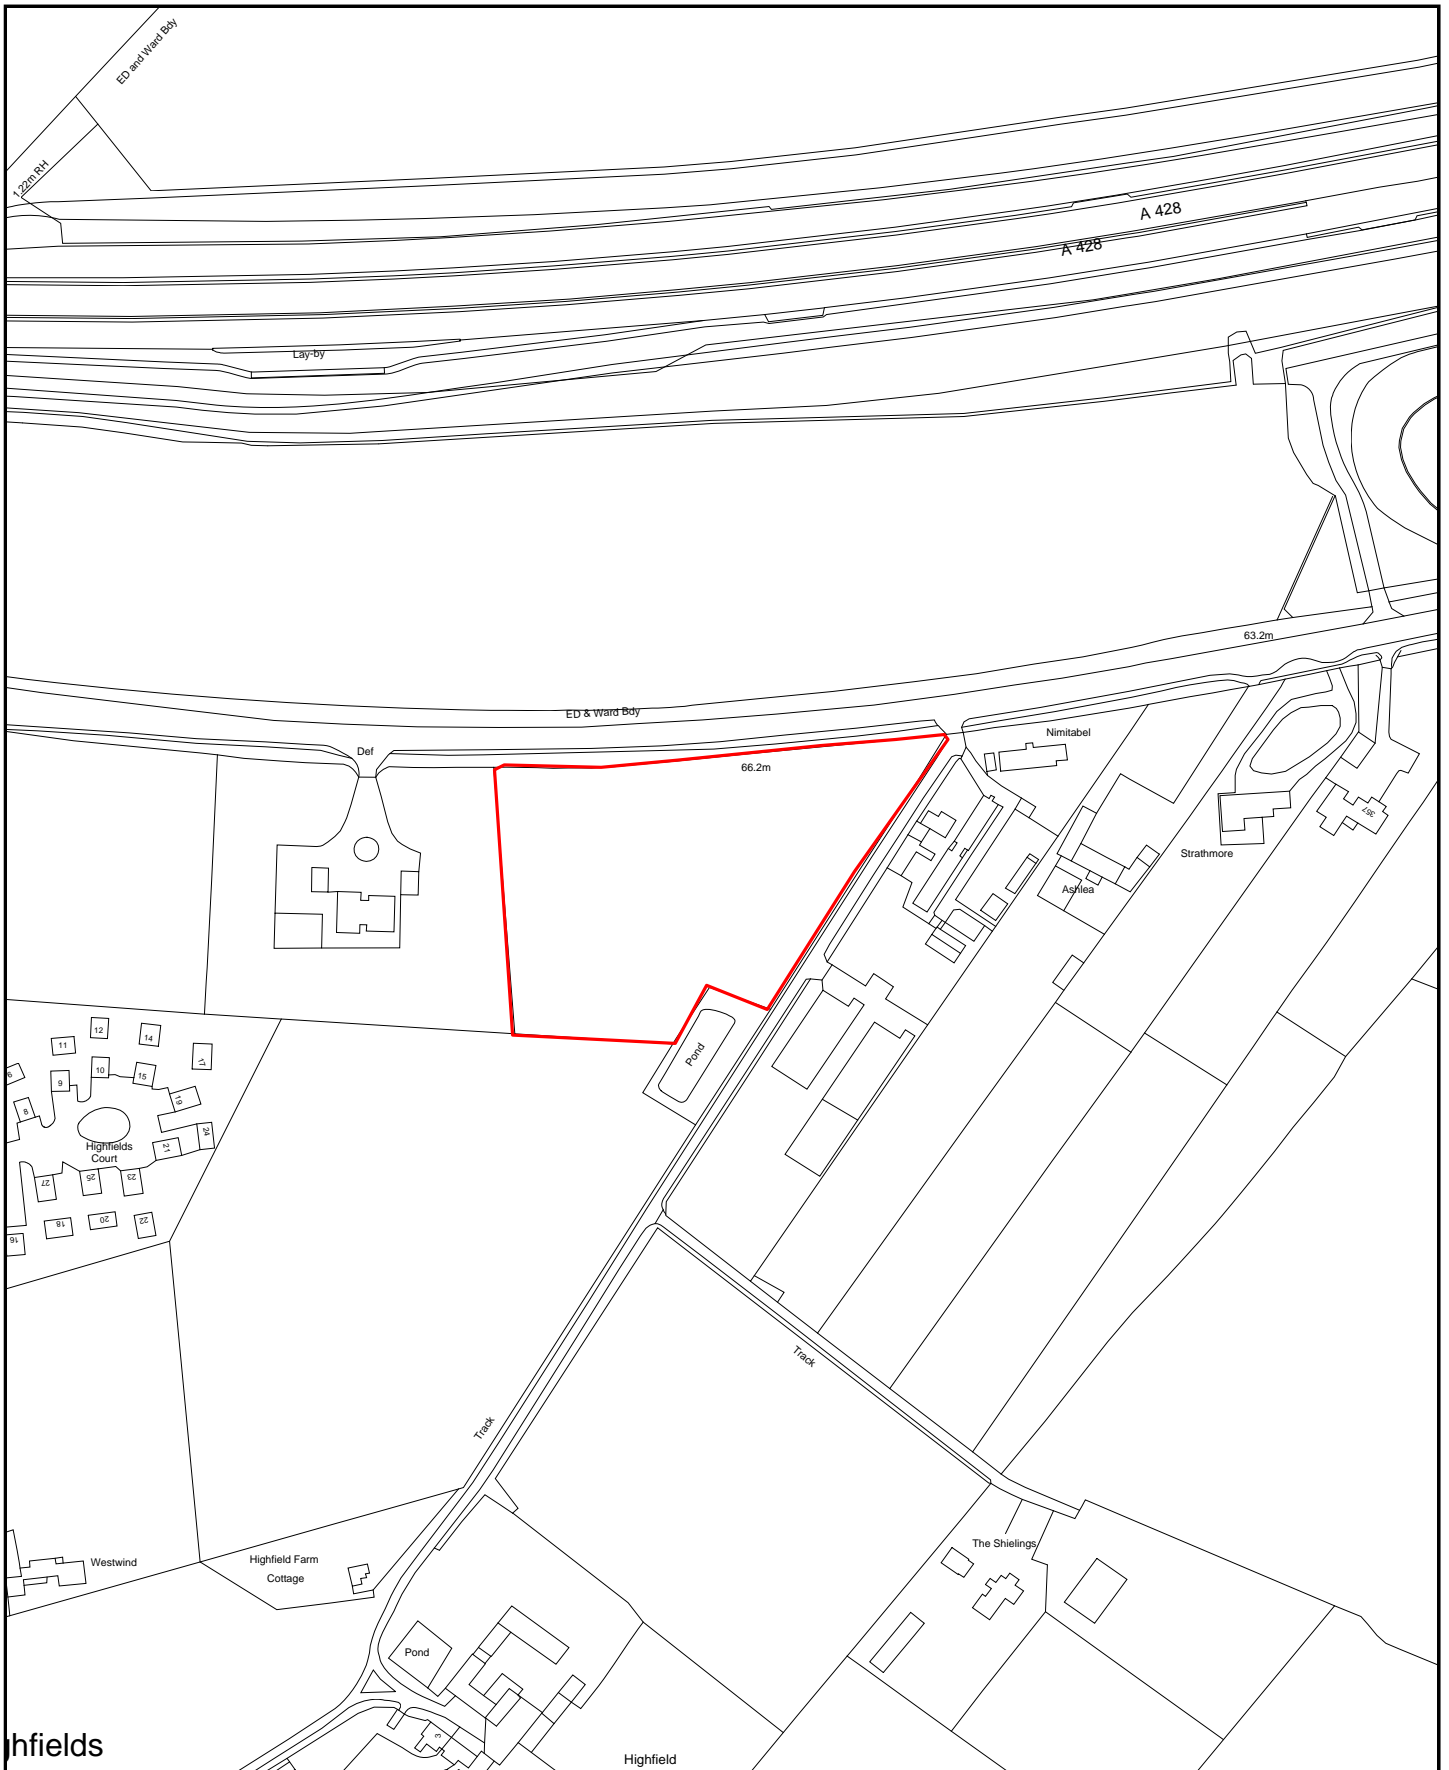 ED and Ward Bdy
1.22m RH
A 428
A 428
Lay-by
63.2m
ED & Ward Bdy
Nimitabel
Def
66.2m
357
Strathmore
Ashlea
12
14
11
17
10
15
9
9
19
8
24
Highfields
Court
21
27
25
23
18
20
22
16
Pond
Track
Track
The Shielings
Westwind
Highfield Farm
Cottage
Pond
3
hfields
Highfield